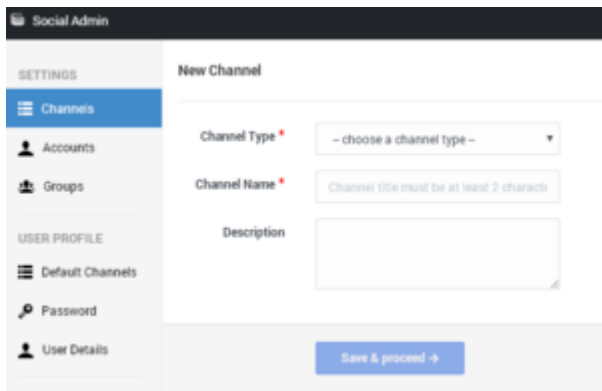 Social Admin
SETTINGS
Channels
Accounts
Groups
USER PROFILE
Default Channels
Password
User Details
New Channel
Channel Type *
– choose a channel type –
Channel Name *
Channel title must be at least 2 characte
Description
Save & proceed →